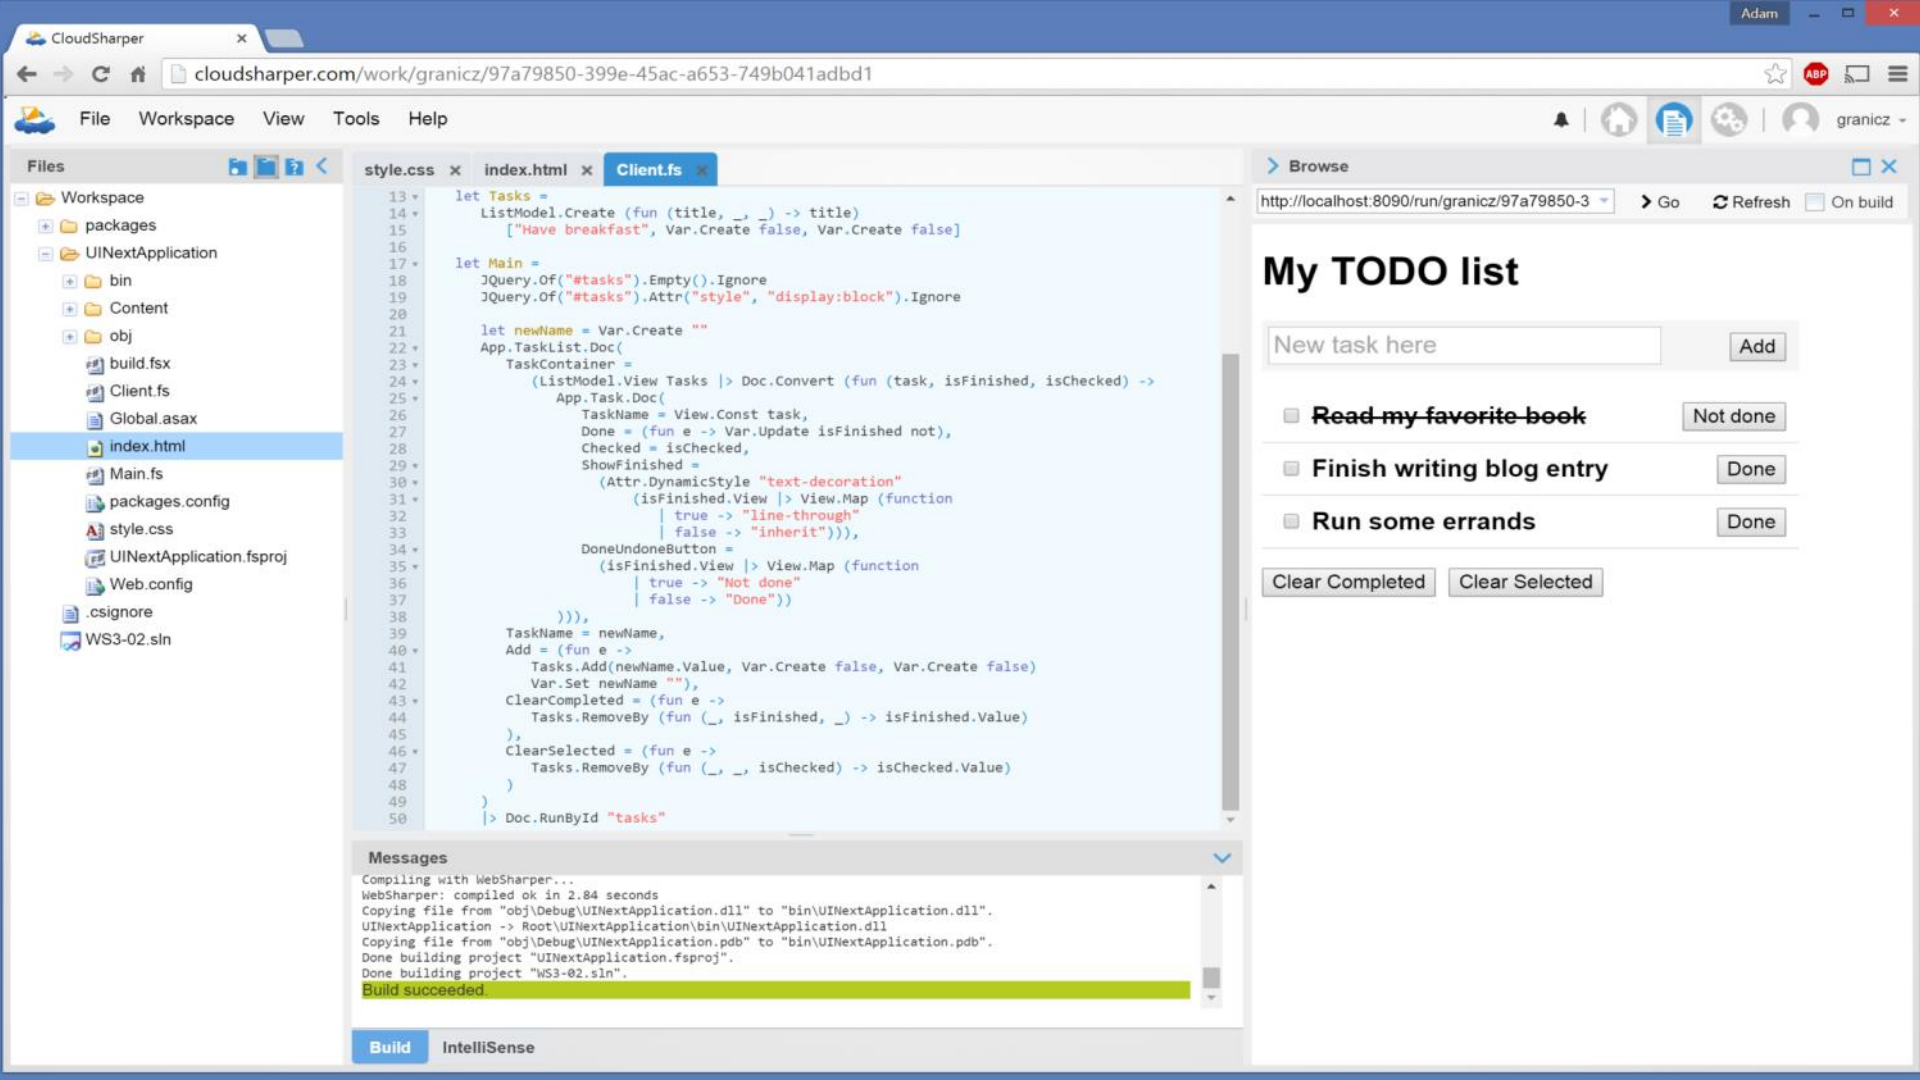 Adam
CloudSharper
cloudsharper.com/work/granicz/97a79850-399e-45ac-a653-749b041adbd1
ABP
File Workspace View Tools Help
granicz
Files
Workspace
packages
UINextApplication
bin
Content
obj
build.fsx
Client.fs
Global.asax
index.html
Main.fs
packages.config
style.css
UINextApplication.fsproj
Web.config
.csignore
WS3-02.sln
style.css index.html Client.fs
13 let Tasks =
14 ListModel.Create (fun (title, _, _) -> title)
15 ["Have breakfast", Var.Create false, Var.Create false]
16
17 let Main =
18 JQuery.Of("#tasks").Empty().Ignore
19 JQuery.Of("#tasks").Attr("style", "display:block").Ignore
20
21 let newName = Var.Create ""
22 App.TaskList.Doc(
23 TaskContainer =
24 (ListModel.View Tasks |> Doc.Convert (fun (task, isFinished, isChecked) ->
25 App.Task.Doc(
26 TaskName = View.Const task,
27 Done = (fun e -> Var.Update isFinished not),
28 Checked = isChecked,
29 ShowFinished =
30 (Attr.DynamicStyle "text-decoration"
31 (isFinished.View |> View.Map (function
32 | true -> "line-through"
33 | false -> "inherit"))),
34 DoneUndoneButton =
35 (isFinished.View |> View.Map (function
36 | true -> "Not done"
37 | false -> "Done"))
38 ))),
39 TaskName = newName,
40 Add = (fun e ->
41 Tasks.Add(newName.Value, Var.Create false, Var.Create false)
42 Var.Set newName ""),
43 ClearCompleted = (fun e ->
44 Tasks.RemoveBy (fun (_, isFinished, _) -> isFinished.Value)
45 ),
46 ClearSelected = (fun e ->
47 Tasks.RemoveBy (fun (_, _, isChecked) -> isChecked.Value)
48 )
49 )
50 |> Doc.RunById "tasks"
Messages
Compiling with WebSharper...
WebSharper: compiled ok in 2.84 seconds
Copying file from "obj\Debug\UINextApplication.dll" to "bin\UINextApplication.dll".
UINextApplication -> Root\UINextApplication\bin\UINextApplication.dll
Copying file from "obj\Debug\UINextApplication.pdb" to "bin\UINextApplication.pdb".
Done building project "UINextApplication.fsproj".
Done building project "WS3-02.sln".
Build succeeded.
Build IntelliSense
Browse
http://localhost:8090/run/granicz/97a79850-3 Go Refresh On build
My TODO list
New task here Add
Read my favorite book Not done
Finish writing blog entry Done
Run some errands Done
Clear Completed Clear Selected